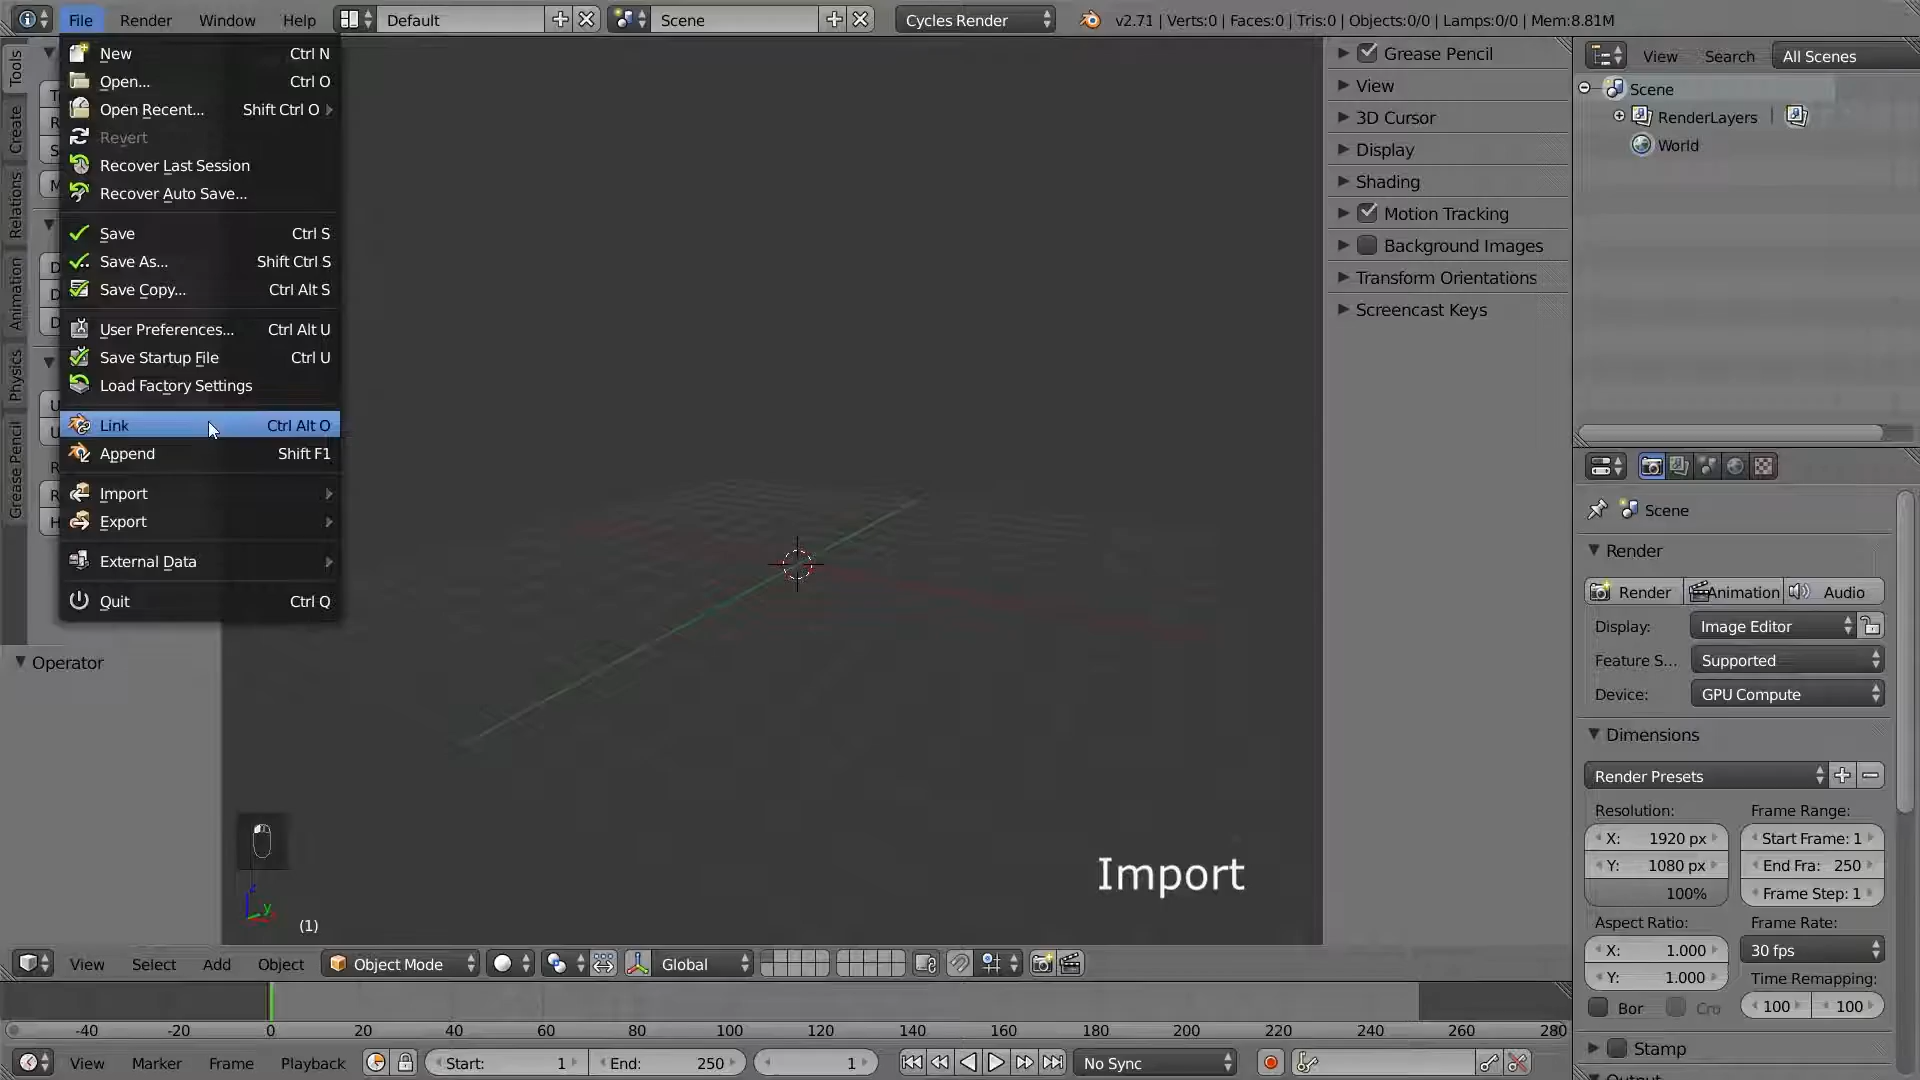 File Render Window Help Default Scene Cycles Render v2.71 | Verts:0 | Faces:0 | Tris:0 | Objects:0/0 | Lamps:0/0 | Mem:8.81M
New Ctrl N
Open... Ctrl O
Open Recent... Shift Ctrl O
Revert
Recover Last Session
Recover Auto Save...
Save Ctrl S
Save As... Shift Ctrl S
Save Copy... Ctrl Alt S
User Preferences... Ctrl Alt U
Save Startup File Ctrl U
Load Factory Settings
Link Ctrl Alt O
Append Shift F1
Import
Export
External Data
Quit Ctrl Q
Tools
Create
Relations
Animation
Physics
Grease Pencil
Operator
Import
(1)
Grease Pencil
View
3D Cursor
Display
Shading
Motion Tracking
Background Images
Transform Orientations
Screencast Keys
View Search All Scenes
Scene
RenderLayers
World
Scene
Render
Render Animation Audio
Display: Image Editor
Feature S... Supported
Device: GPU Compute
Dimensions
Render Presets
Resolution: Frame Range:
X: 1920 px Start Frame: 1
Y: 1080 px End Fra: 250
100% Frame Step: 1
Aspect Ratio: Frame Rate:
X: 1.000 30 fps
Y: 1.000 Time Remapping:
Bor Cro 100 100
Stamp
View Select Add Object Object Mode Global
-40 -20 0 20 40 60 80 100 120 140 160 180 200 220 240 260 280
View Marker Frame Playback Start: 1 End: 250 1 No Sync